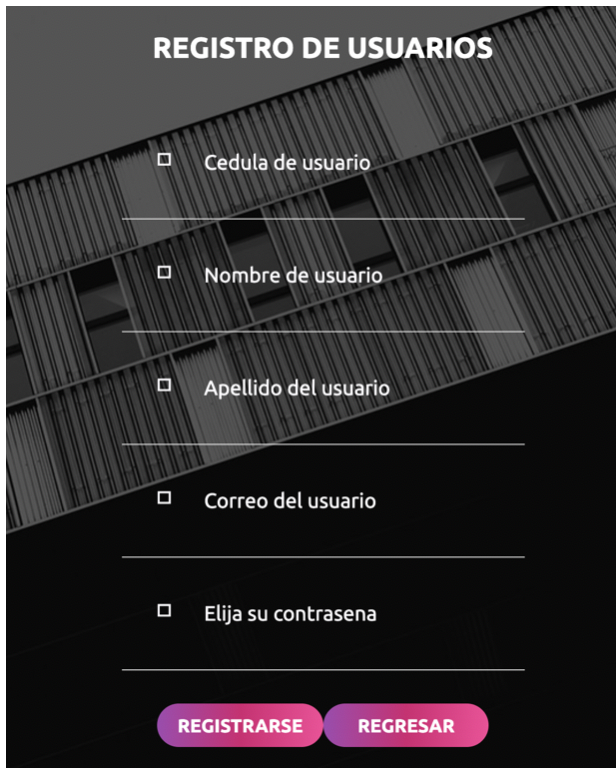 REGISTRO DE USUARIOS
Cedula de usuario
Nombre de usuario
Apellido del usuario
Correo del usuario
Elija su contrasena
REGISTRARSE REGRESAR